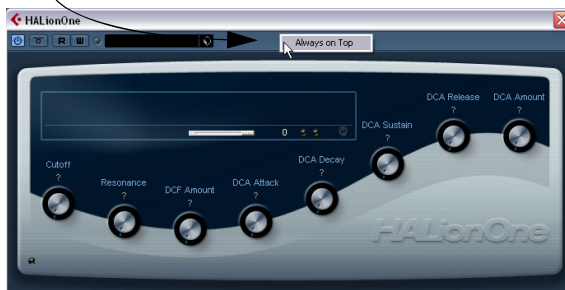 HALionOne
R W
Always on Top
0
DCA Release
?
DCA Amount
?
DCA Sustain
?
DCA Decay
?
Cutoff
?
Resonance
?
DCF Amount
?
DCA Attack
?
HALionOne